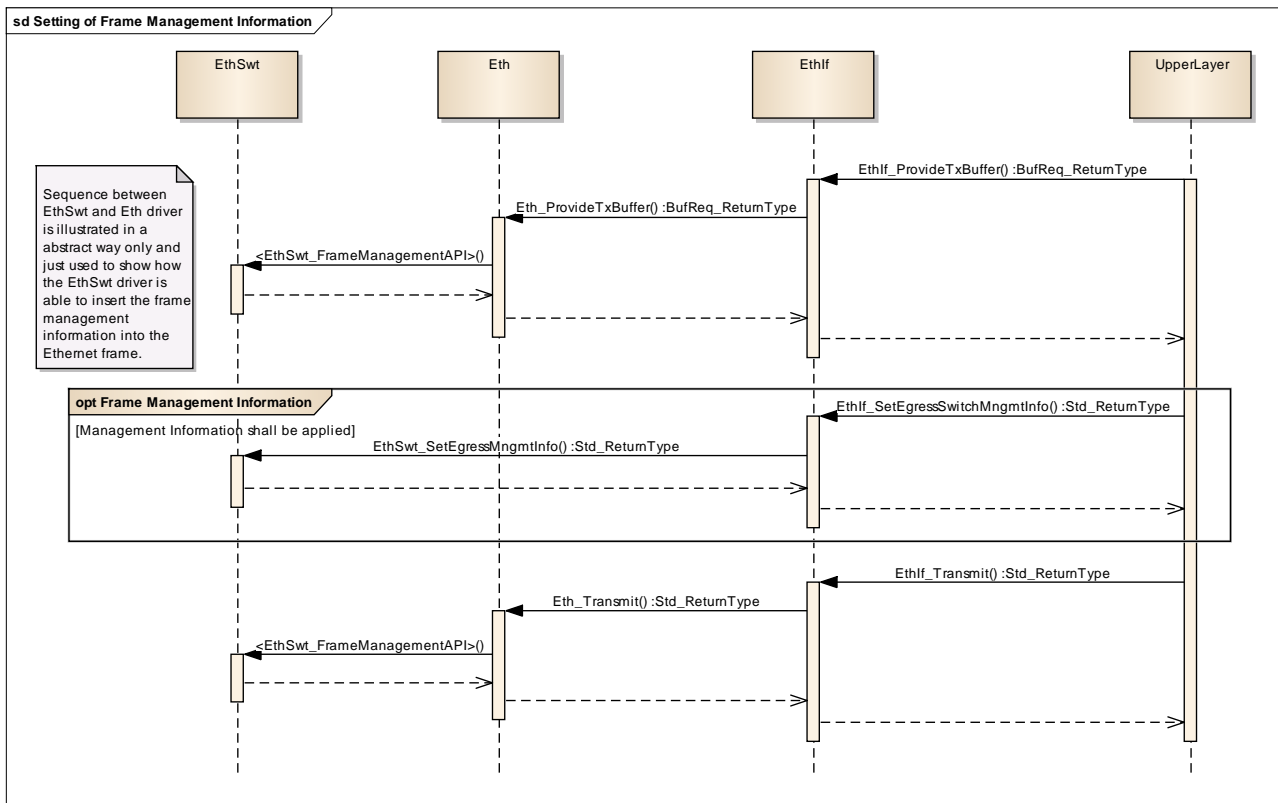 sd Setting of Frame Management Information
EthSwt
Eth
EthIf
UpperLayer
Sequence between
EthSwt and Eth driver
is illustrated in a
abstract way only and
just used to show how
the EthSwt driver is
able to insert the frame
management
information into the
Ethernet frame.
EthIf_ProvideTxBuffer() :BufReq_ReturnType
Eth_ProvideTxBuffer() :BufReq_ReturnType
<EthSwt_FrameManagementAPI>()
opt Frame Management Information
[Management Information shall be applied]
EthIf_SetEgressSwitchMngmtInfo() :Std_ReturnType
EthSwt_SetEgressMngmtInfo() :Std_ReturnType
EthIf_Transmit() :Std_ReturnType
Eth_Transmit() :Std_ReturnType
<EthSwt_FrameManagementAPI>()